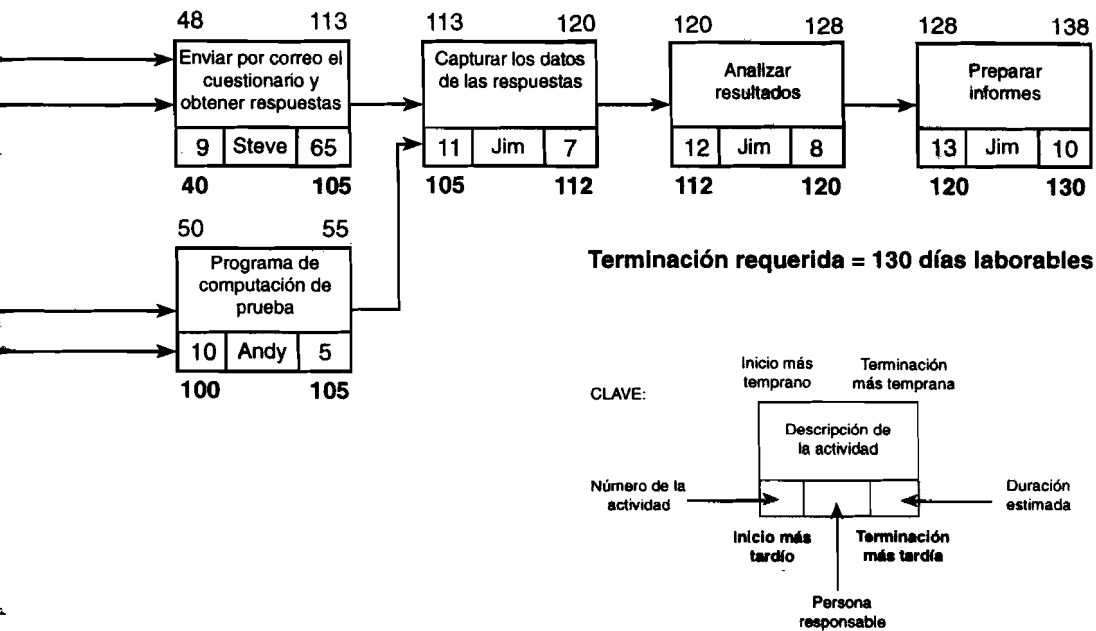 48 113
Enviar por correo el
cuestionario y
obtener respuestas
9 Steve 65
40 105
113 120
Capturar los datos
de las respuestas
11 Jim 7
105 112
120 128
Analizar
resultados
12 Jim 8
112 120
128 138
Preparar
informes
13 Jim 10
120 130
50 55
Programa de
computación de
prueba
10 Andy 5
100 105
Terminación requerida = 130 días laborables
CLAVE:
Inicio más
temprano
Terminación
más temprana
Descripción de
la actividad
Número de la
actividad
Duración
estimada
Inicio más
tardío
Terminación
más tardía
Persona
responsable